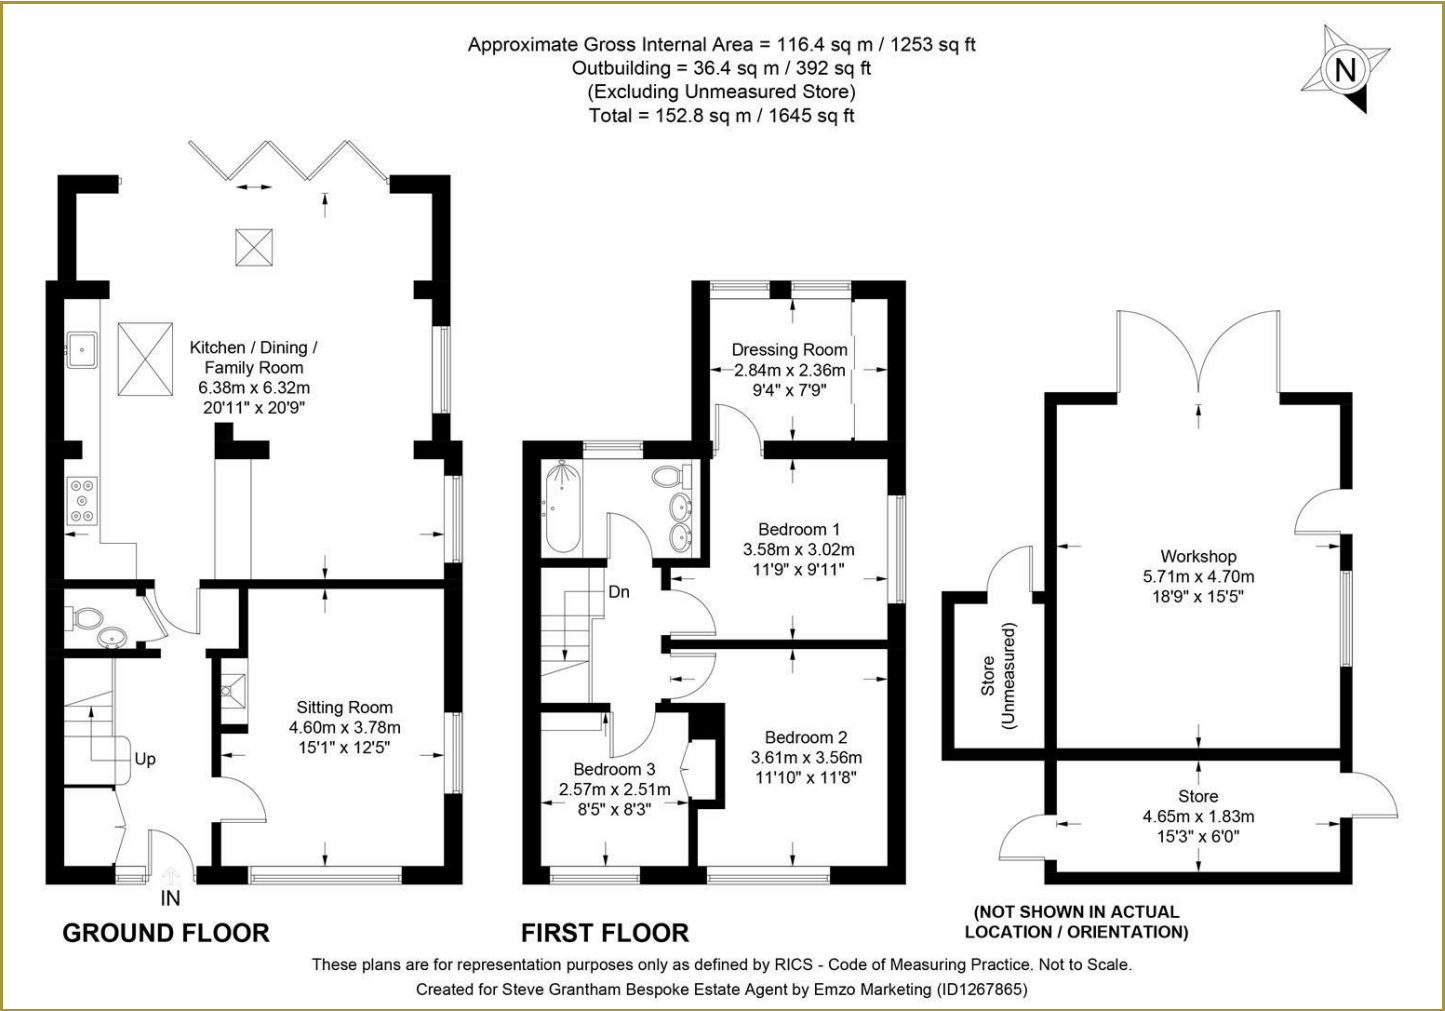 Approximate Gross Internal Area = 116.4 sq m / 1253 sq ft
Outbuilding = 36.4 sq m / 392 sq ft
(Excluding Unmeasured Store)
Total = 152.8 sq m / 1645 sq ft
N
Kitchen / Dining /
Family Room
6.38m x 6.32m
20'11" x 20'9"
Sitting Room
4.60m x 3.78m
15'1" x 12'5"
Up
IN
GROUND FLOOR
Dressing Room
2.84m x 2.36m
9'4" x 7'9"
Bedroom 1
3.58m x 3.02m
11'9" x 9'11"
Dn
Bedroom 2
3.61m x 3.56m
11'10" x 11'8"
Bedroom 3
2.57m x 2.51m
8'5" x 8'3"
FIRST FLOOR
Workshop
5.71m x 4.70m
18'9" x 15'5"
Store
(Unmeasured)
Store
4.65m x 1.83m
15'3" x 6'0"
(NOT SHOWN IN ACTUAL
LOCATION / ORIENTATION)
These plans are for representation purposes only as defined by RICS - Code of Measuring Practice. Not to Scale.
Created for Steve Grantham Bespoke Estate Agent by Emzo Marketing (ID1267865)